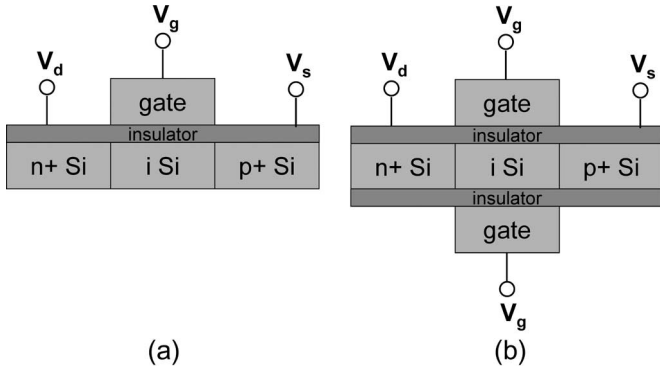 Vg
Vd
Vs
gate
insulator
n+ Si
i Si
p+ Si
(a)
Vg
Vd
Vs
gate
insulator
n+ Si
i Si
p+ Si
insulator
gate
Vg
(b)